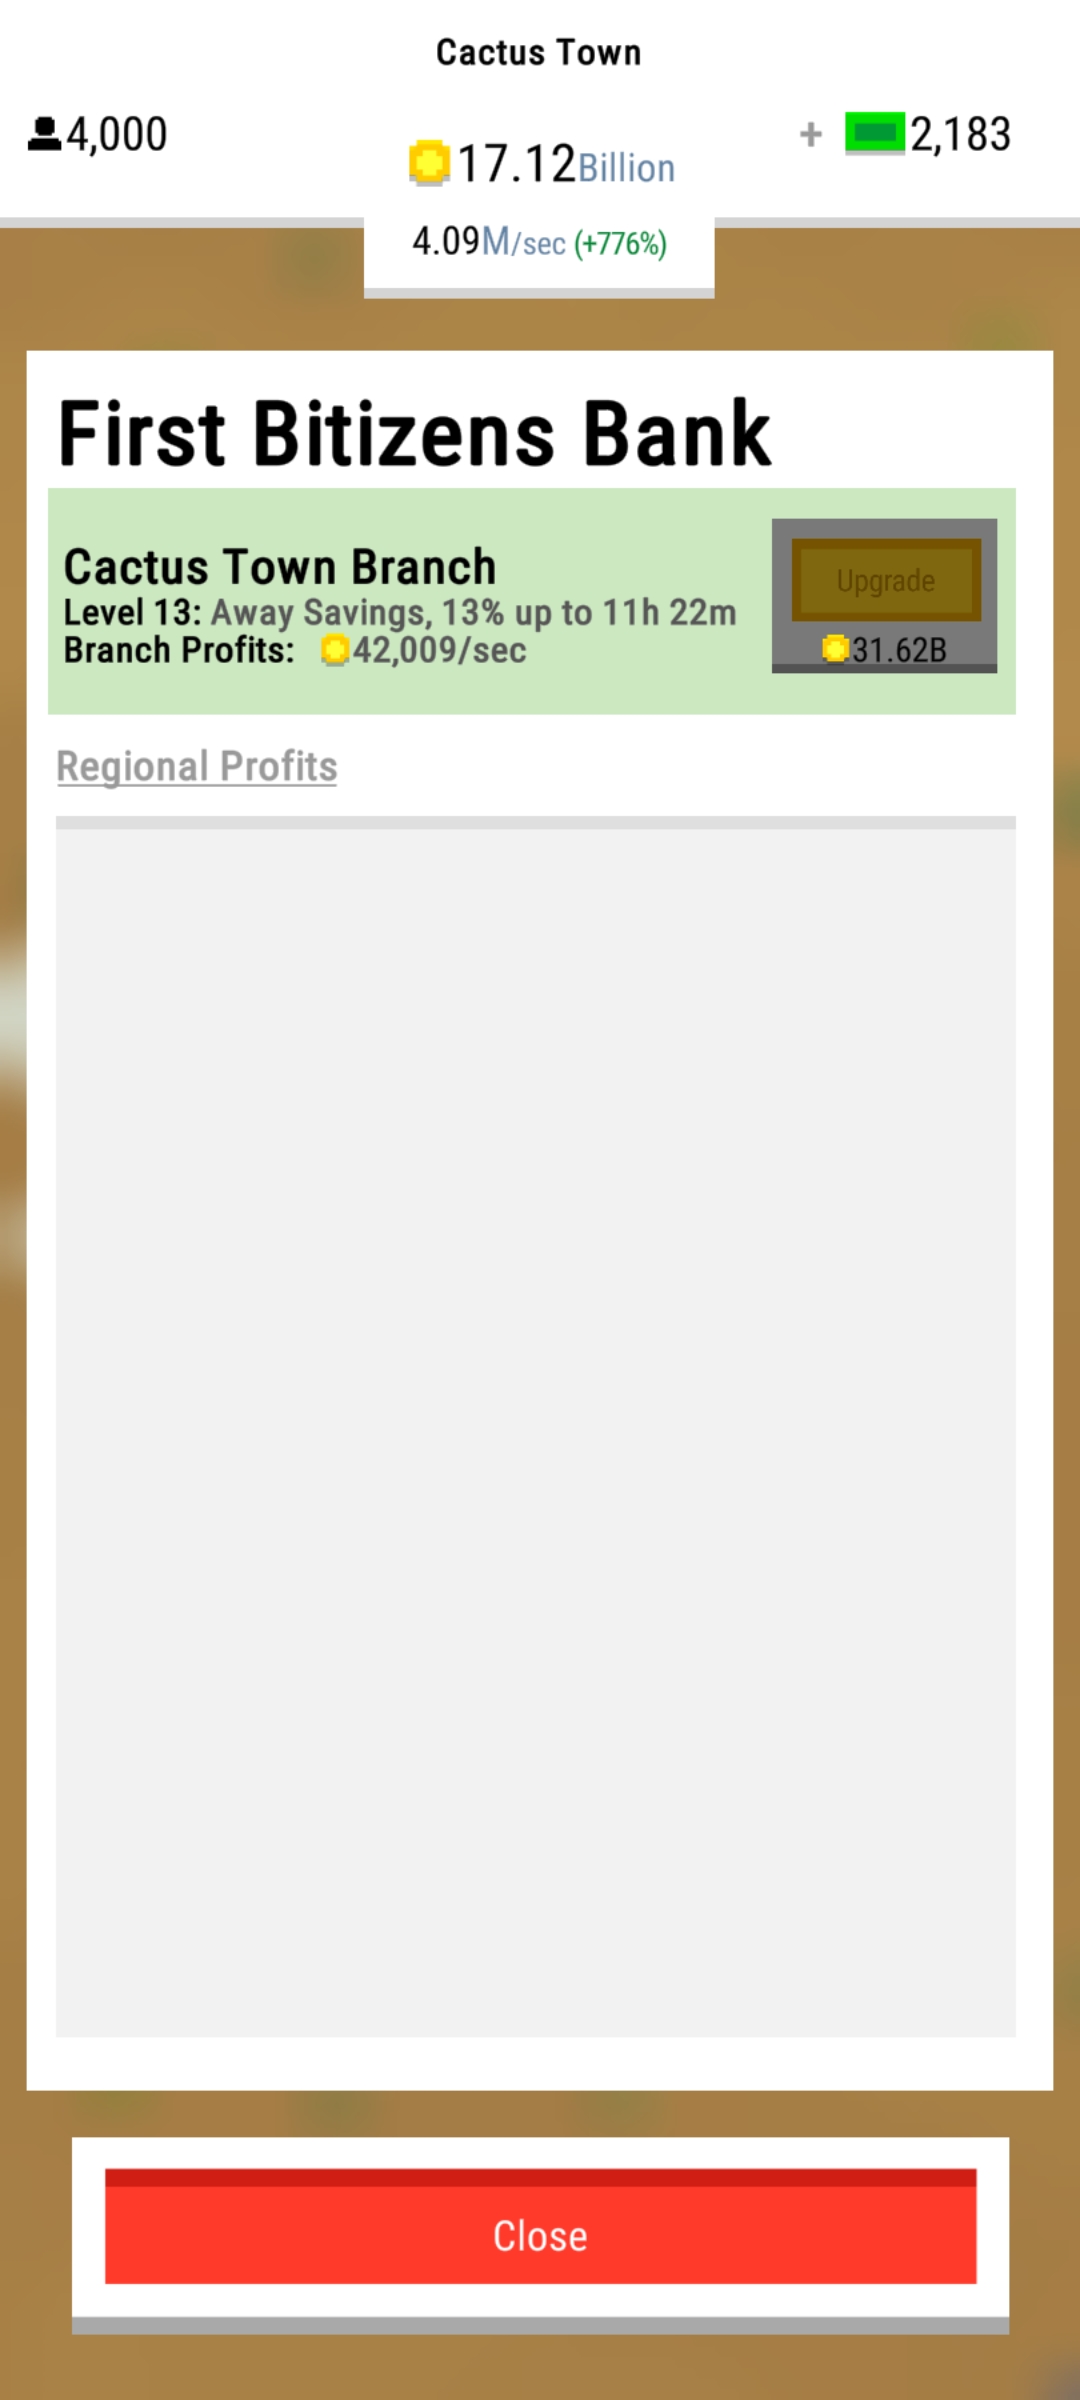 Cactus Town
4,000
17.12Billion
+ 2,183
4.09M/sec (+776%)
First Bitizens Bank
Cactus Town Branch
Level 13: Away Savings, 13% up to 11h 22m
Branch Profits: 42,009/sec
Upgrade
31.62B
Regional Profits
Close